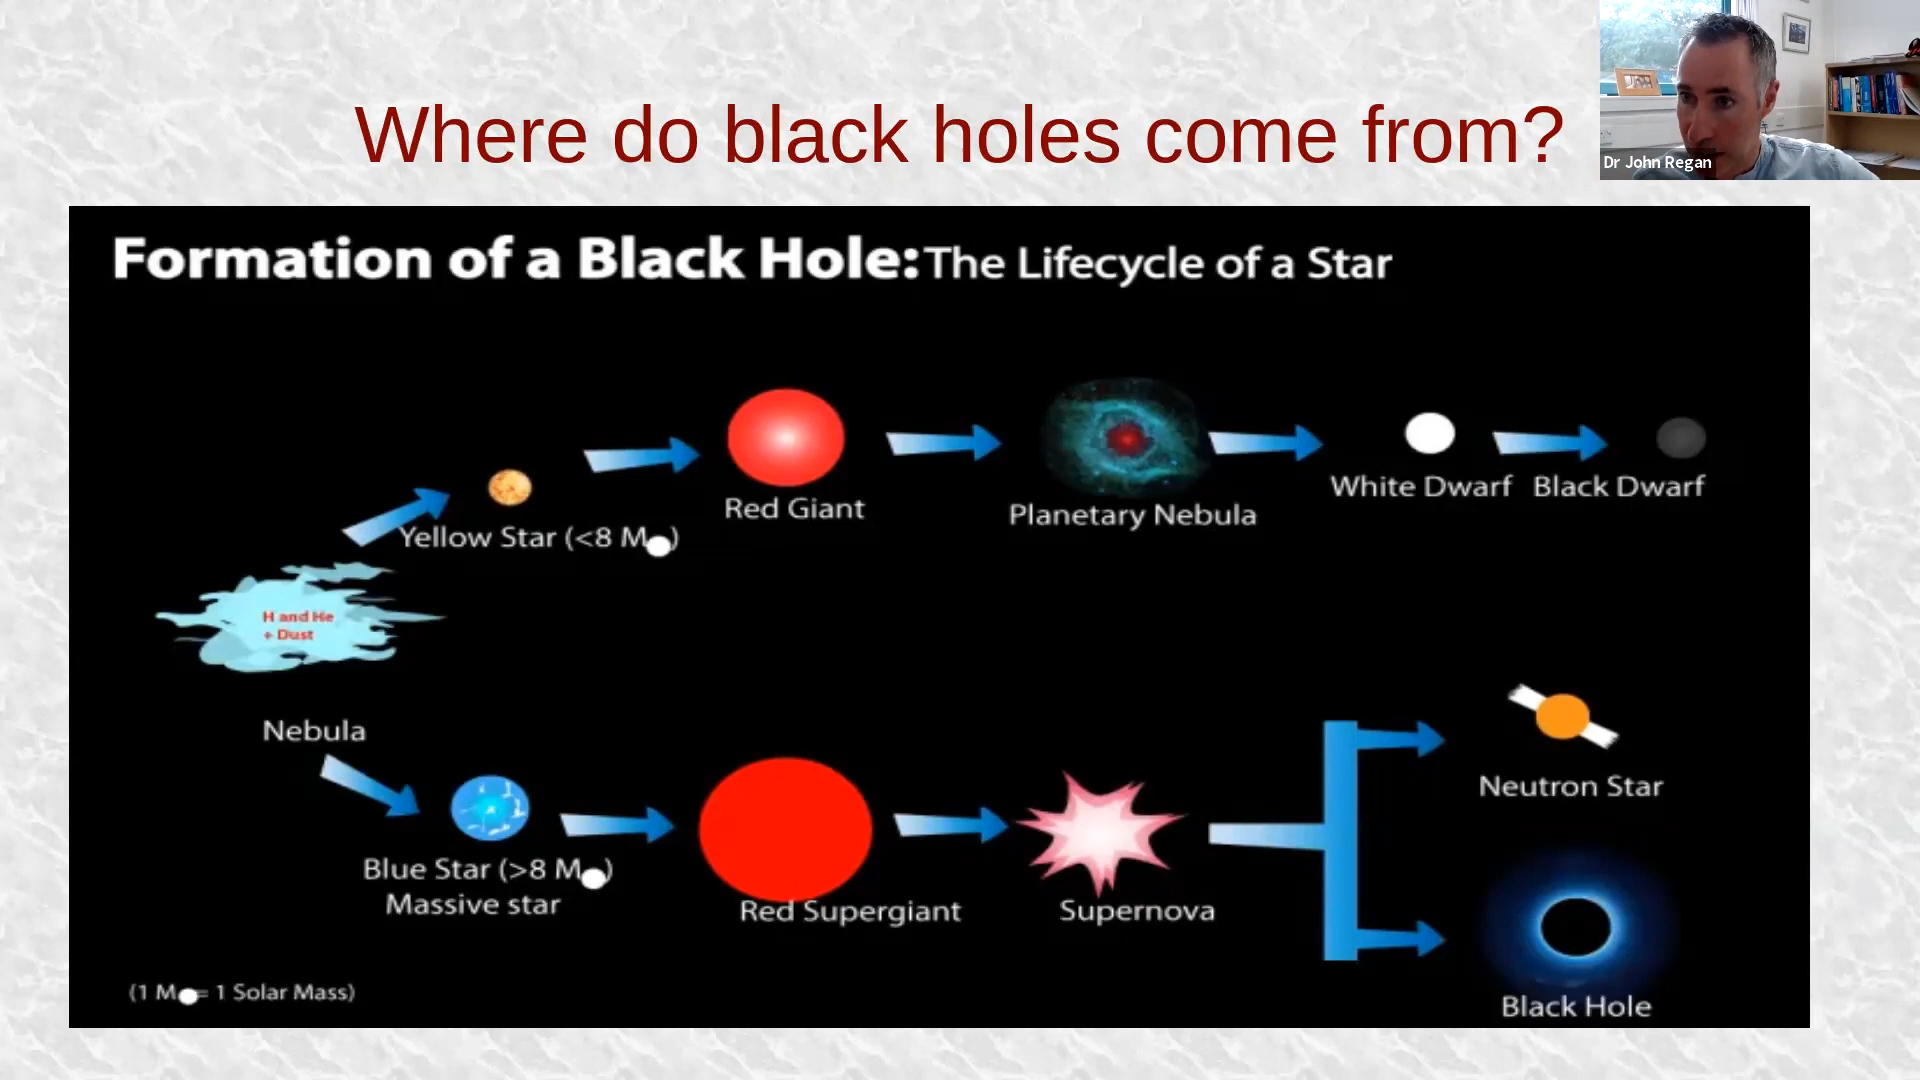 Where do black holes come from?
Dr John Regan
Formation of a Black Hole: The Lifecycle of a Star
Red Giant
Planetary Nebula
White Dwarf
Black Dwarf
Yellow Star (<8 M)
H and He
+ Dust
Nebula
Blue Star (>8 M)
Massive star
Red Supergiant
Supernova
Neutron Star
Black Hole
(1 M = 1 Solar Mass)